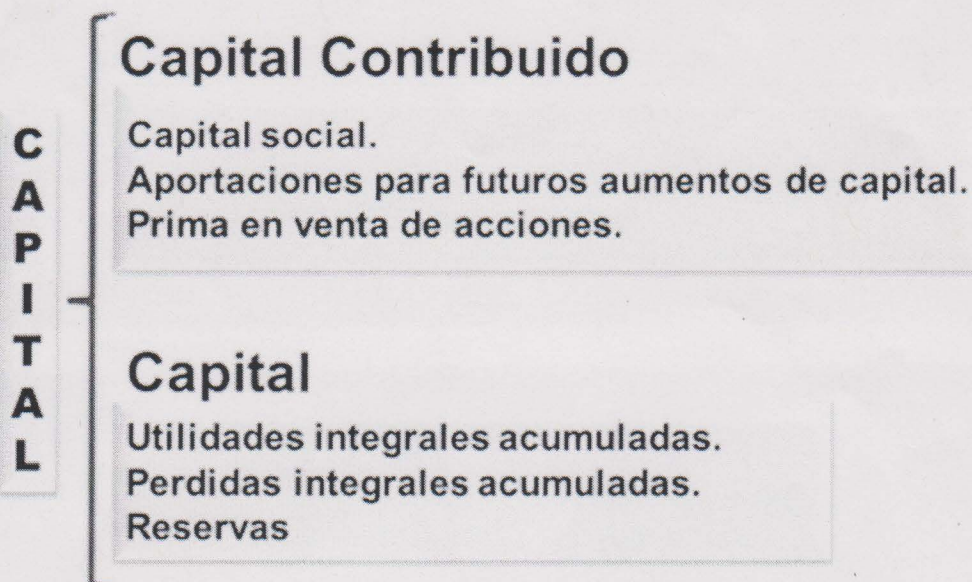 CAPITAL
Capital Contribuido
Capital social.
Aportaciones para futuros aumentos de capital.
Prima en venta de acciones.
Capital
Utilidades integrales acumuladas.
Perdidas integrales acumuladas.
Reservas